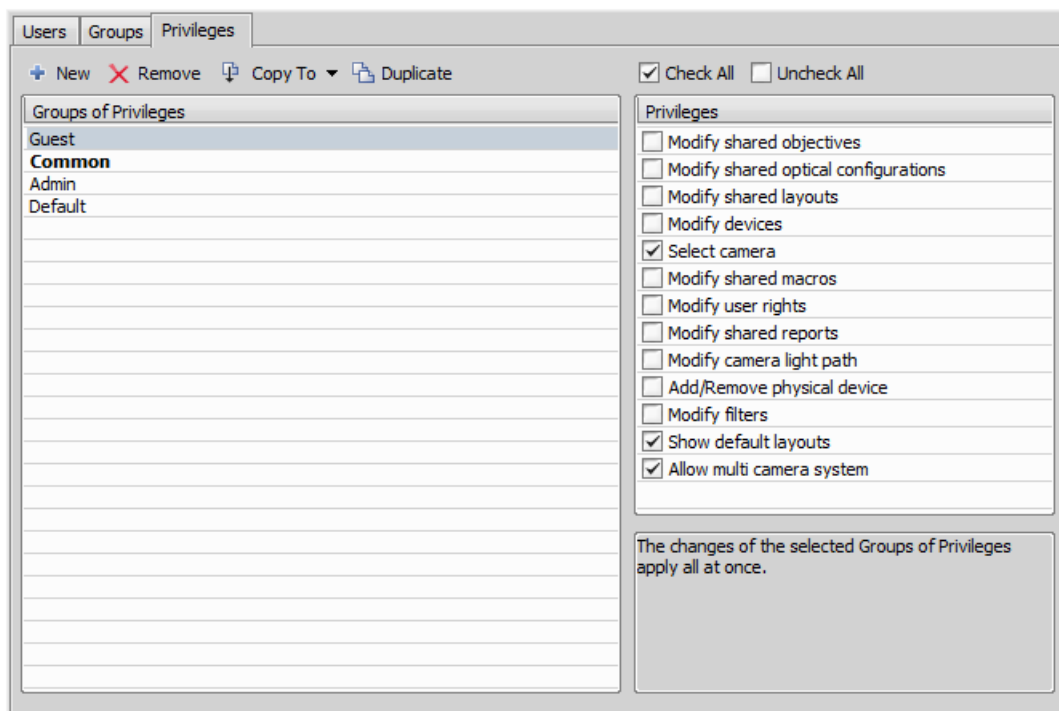 Users Groups Privileges
New Remove Copy To Duplicate
Check All Uncheck All
Groups of Privileges
Guest
Common
Admin
Default
Privileges
Modify shared objectives
Modify shared optical configurations
Modify shared layouts
Modify devices
Select camera
Modify shared macros
Modify user rights
Modify shared reports
Modify camera light path
Add/Remove physical device
Modify filters
Show default layouts
Allow multi camera system
The changes of the selected Groups of Privileges
apply all at once.